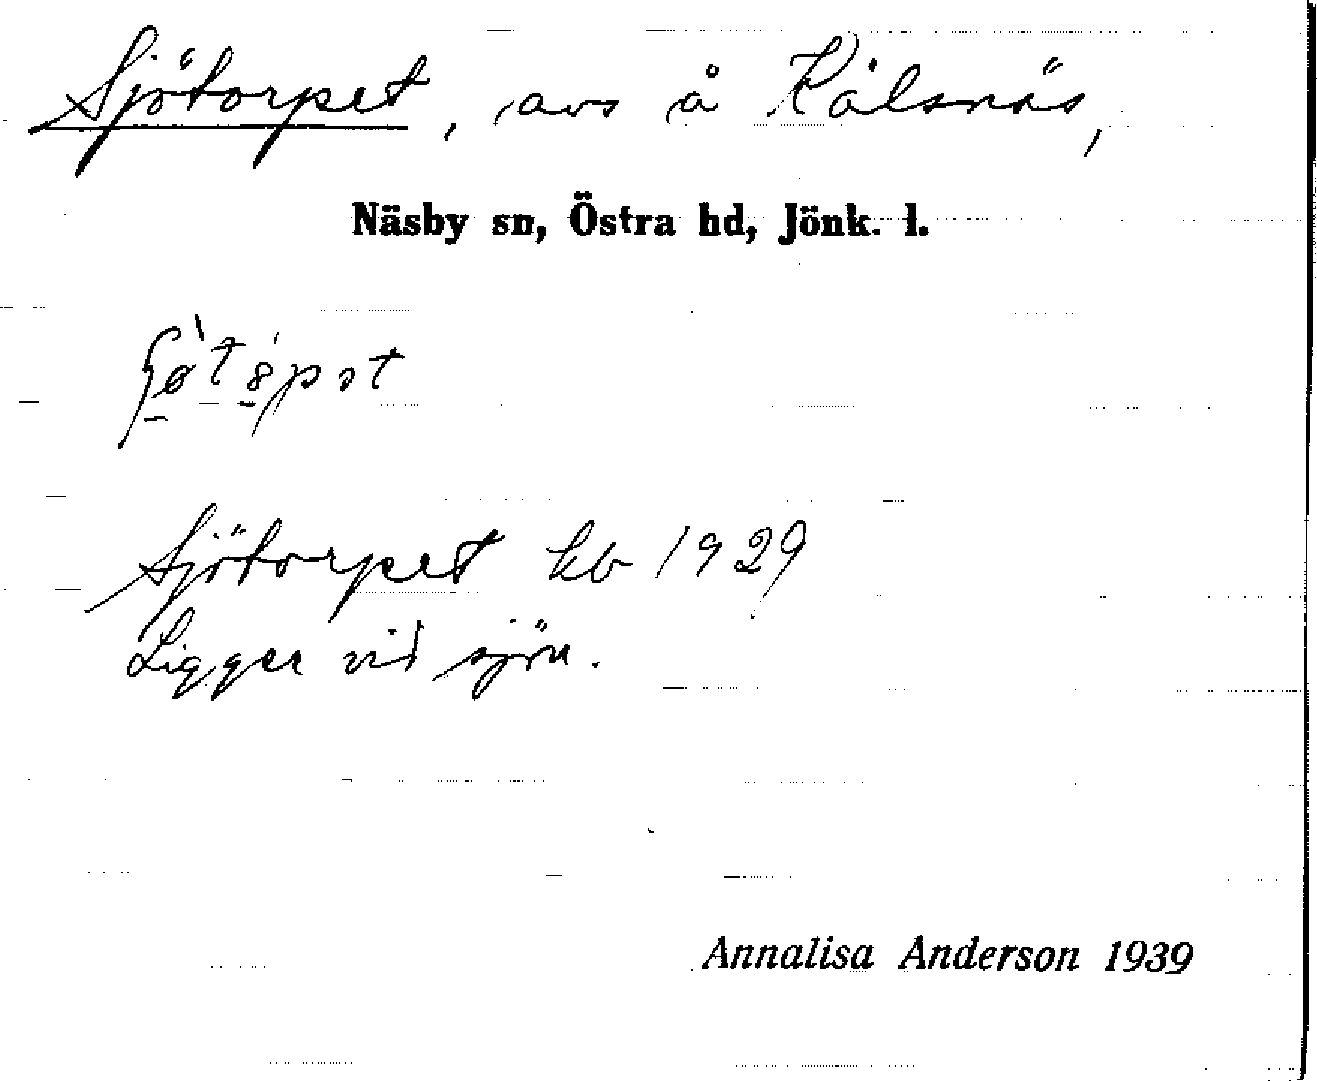 Sjötorpet, avs å Kålsnäs,
Näsby sn, Östra hd, Jönk. l.
Sjötorpet kb 1929
Ligger vid sjön.
Annalisa Anderson 1939